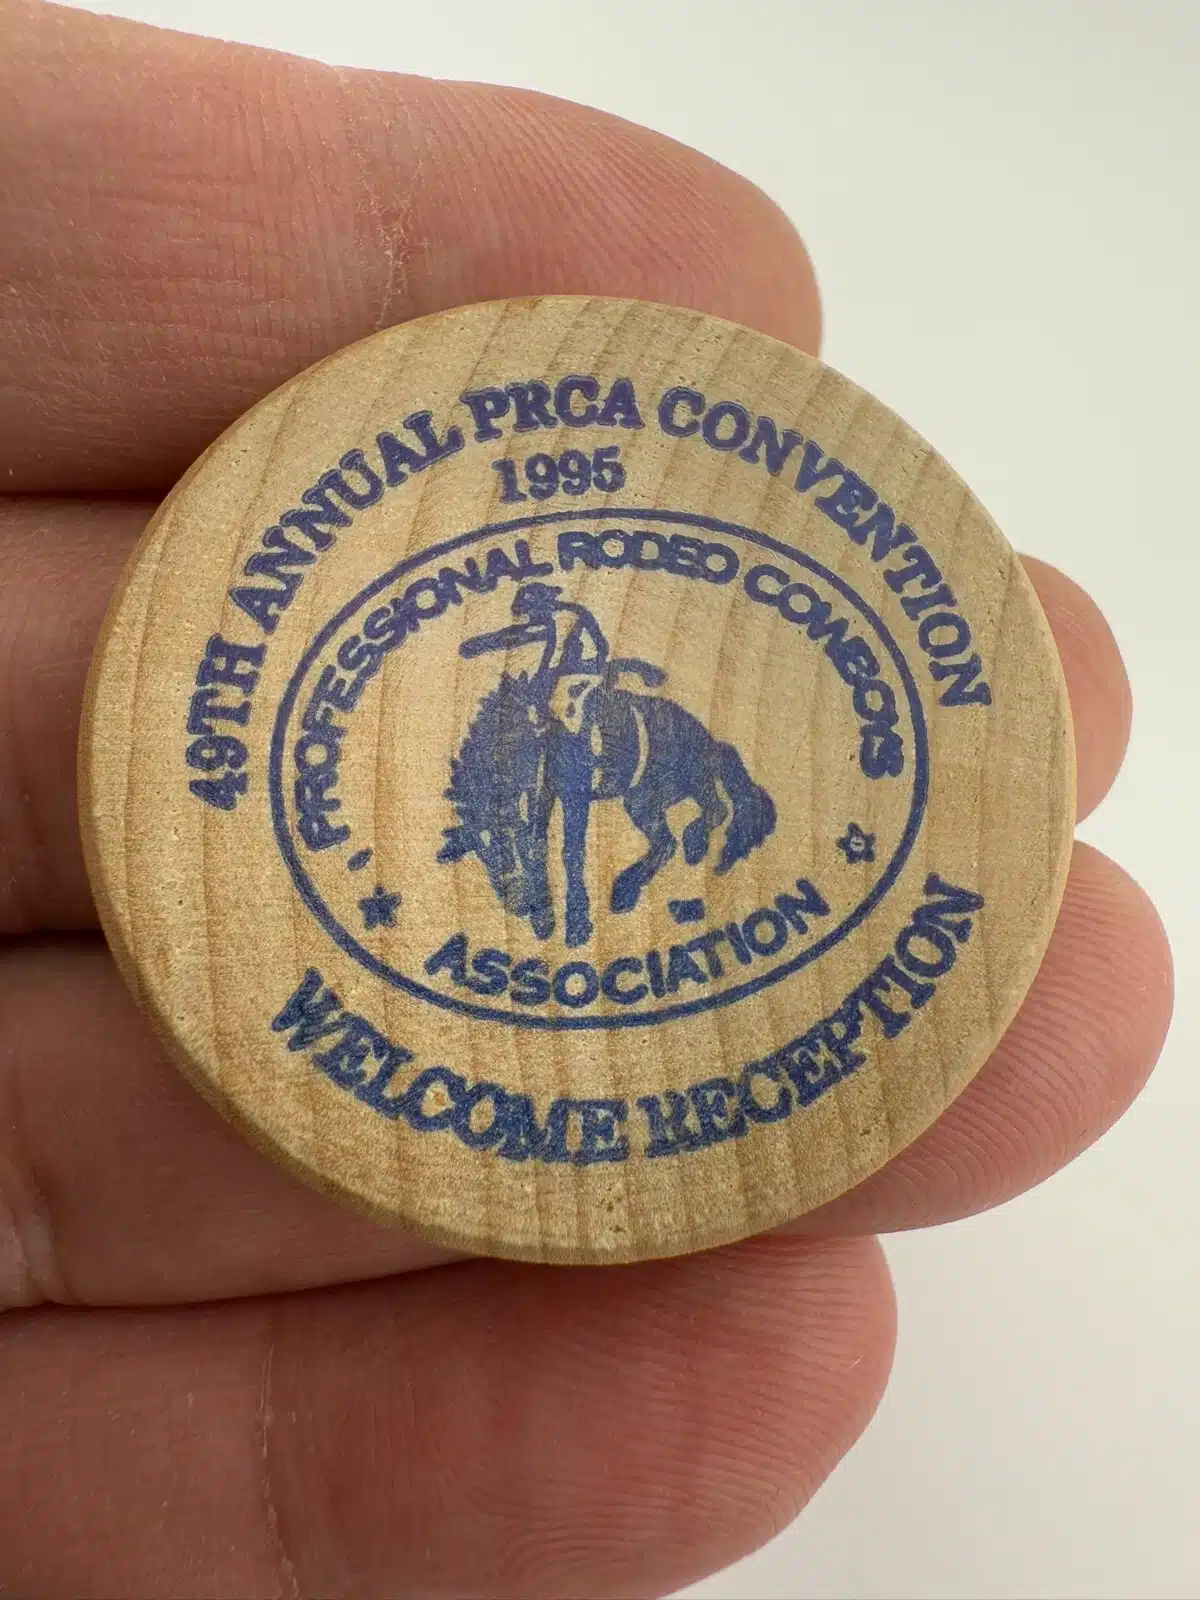 49TH ANNUAL PRCA CONVENTION
1995
PROFESSIONAL RODEO COWBOYS
ASSOCIATION
WELCOME RECEPTION